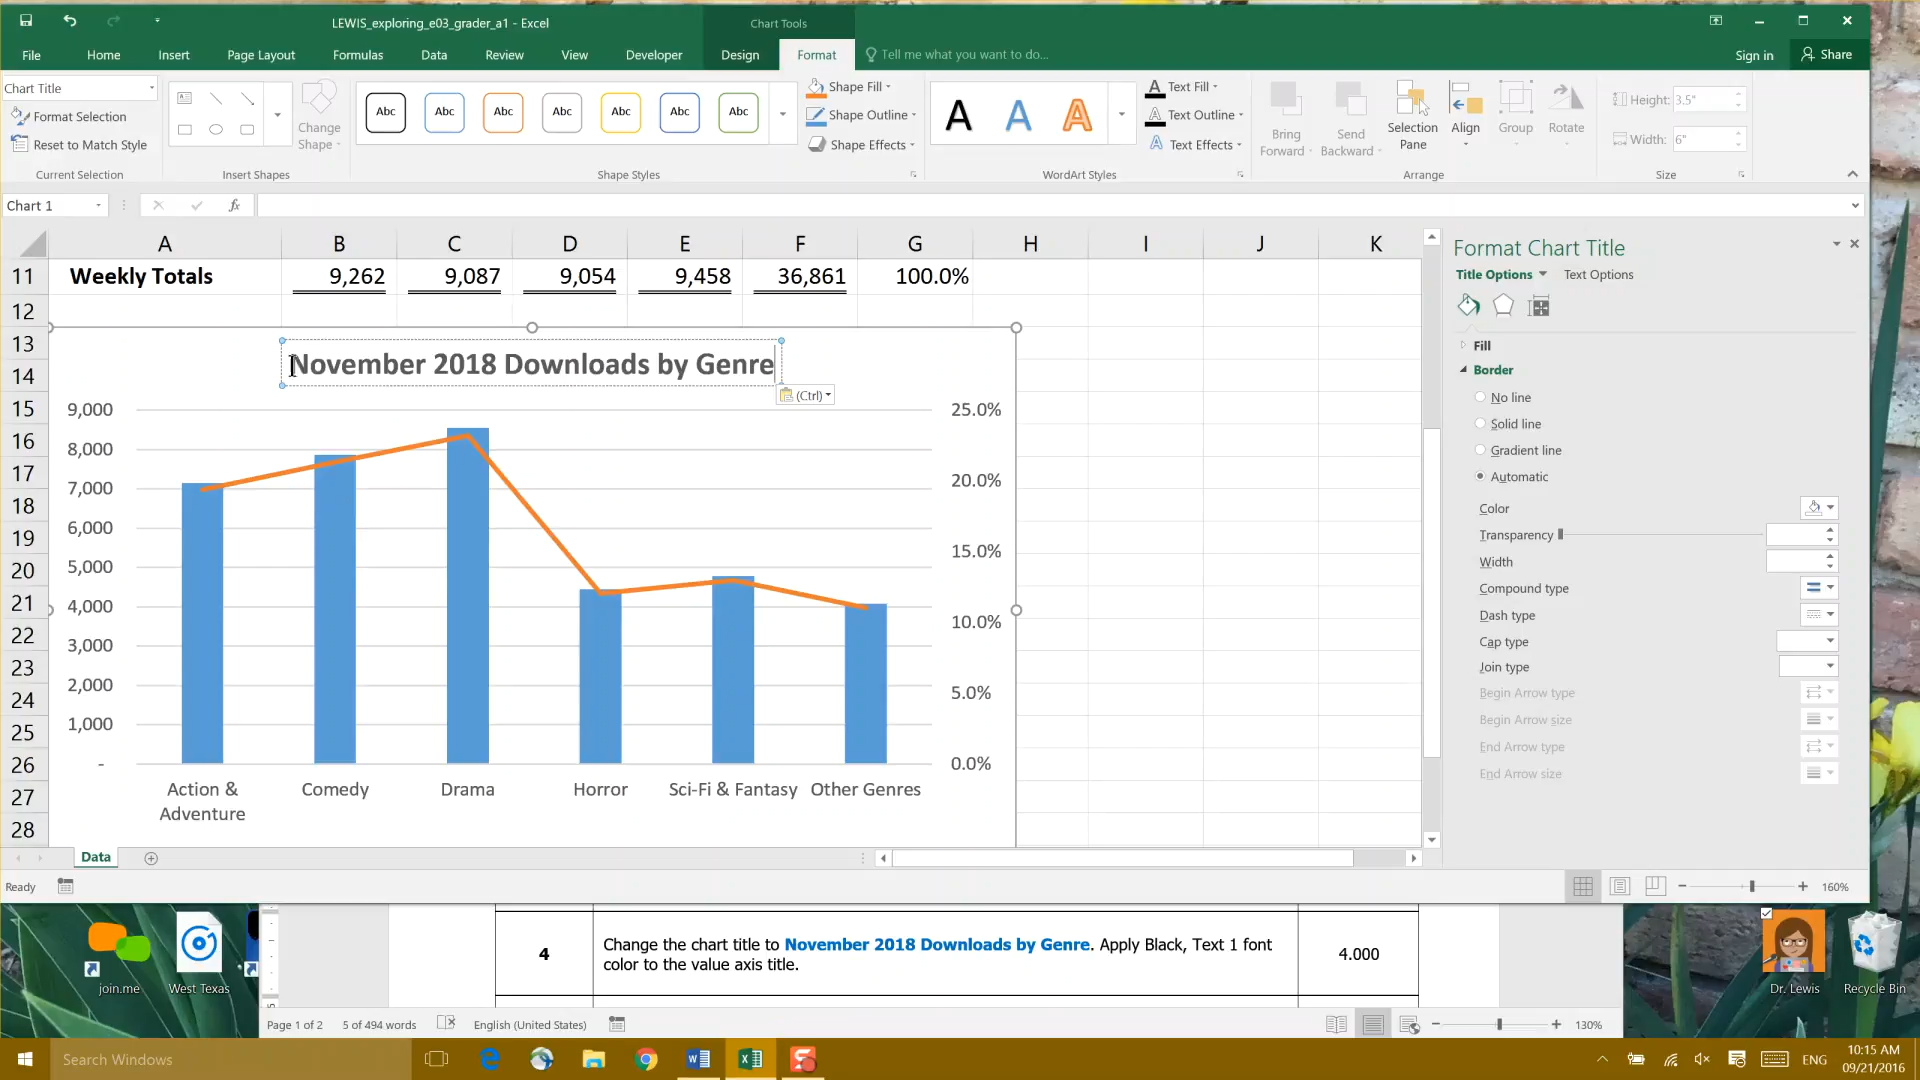 LEWIS_exploring_e03_grader_a1 - Excel
Chart Tools
File Home Insert Page Layout Formulas Data Review View Developer Design Format Tell me what you want to do... Sign in Share
Chart Title
Format Selection
Reset to Match Style
Current Selection
Change Shape
Insert Shapes
Abc Abc Abc Abc Abc Abc Abc
Shape Fill
Shape Outline
Shape Effects
Shape Styles
A A A
Text Fill
Text Outline
Text Effects
WordArt Styles
Bring Forward
Send Backward
Selection Pane
Align
Group
Rotate
Arrange
Height: 3.5"
Width: 6"
Size
Chart 1
fx
A B C D E F G H I J K
11 Weekly Totals 9,262 9,087 9,054 9,458 36,861 100.0%
12
13
14
15
16
17
18
19
20
21
22
23
24
25
26
27
28
November 2018 Downloads by Genre
(Ctrl)
9,000
8,000
7,000
6,000
5,000
4,000
3,000
2,000
1,000
-
25.0%
20.0%
15.0%
10.0%
5.0%
0.0%
Action & Adventure
Comedy
Drama
Horror
Sci-Fi & Fantasy
Other Genres
Format Chart Title
Title Options Text Options
Fill
Border
No line
Solid line
Gradient line
Automatic
Color
Transparency
Width
Compound type
Dash type
Cap type
Join type
Begin Arrow type
Begin Arrow size
End Arrow type
End Arrow size
Data
Ready
160%
4 Change the chart title to November 2018 Downloads by Genre. Apply Black, Text 1 font 4.000
color to the value axis title.
join.me
West Texas
Dr. Lewis
Recycle Bin
Page 1 of 2 5 of 494 words English (United States) 130%
Search Windows
ENG
10:15 AM
09/21/2016